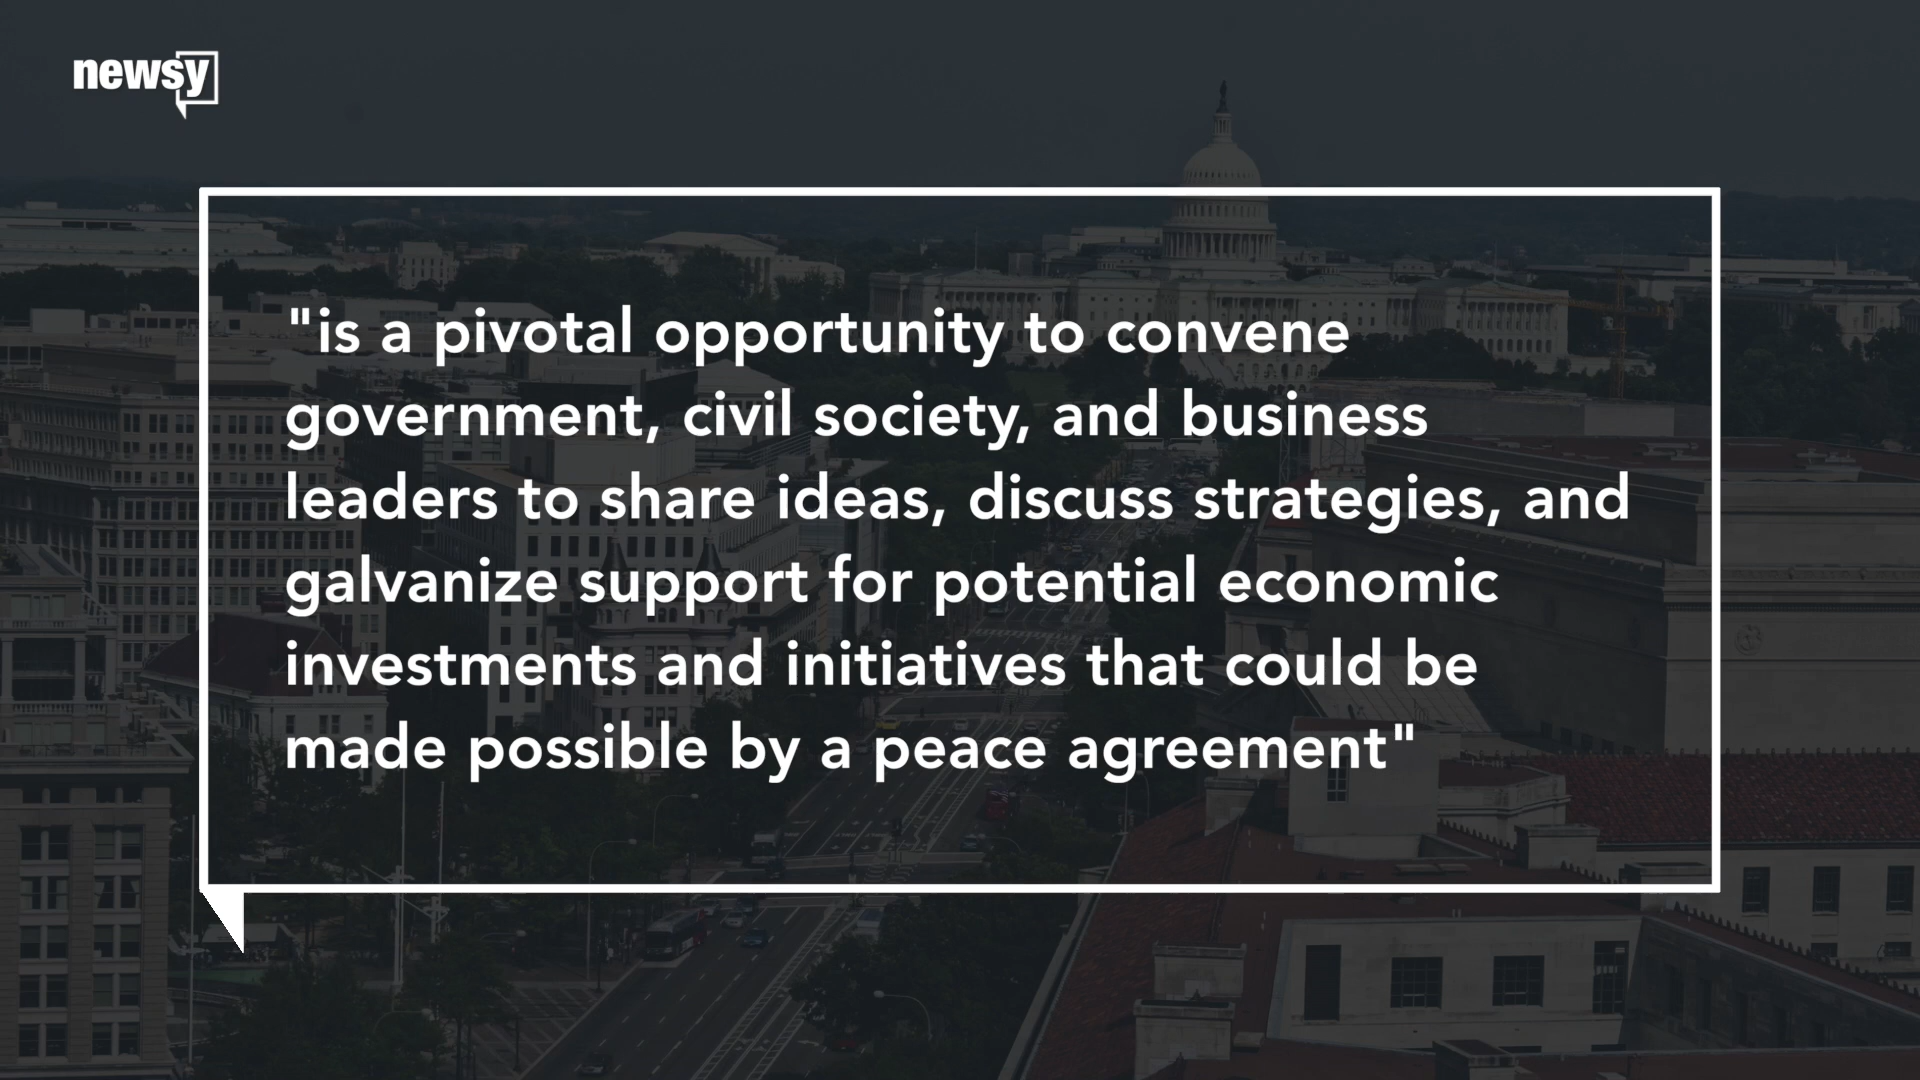 newsy
"is a pivotal opportunity to convene
government, civil society, and business
leaders to share ideas, discuss strategies, and
galvanize support for potential economic
investments and initiatives that could be
made possible by a peace agreement"